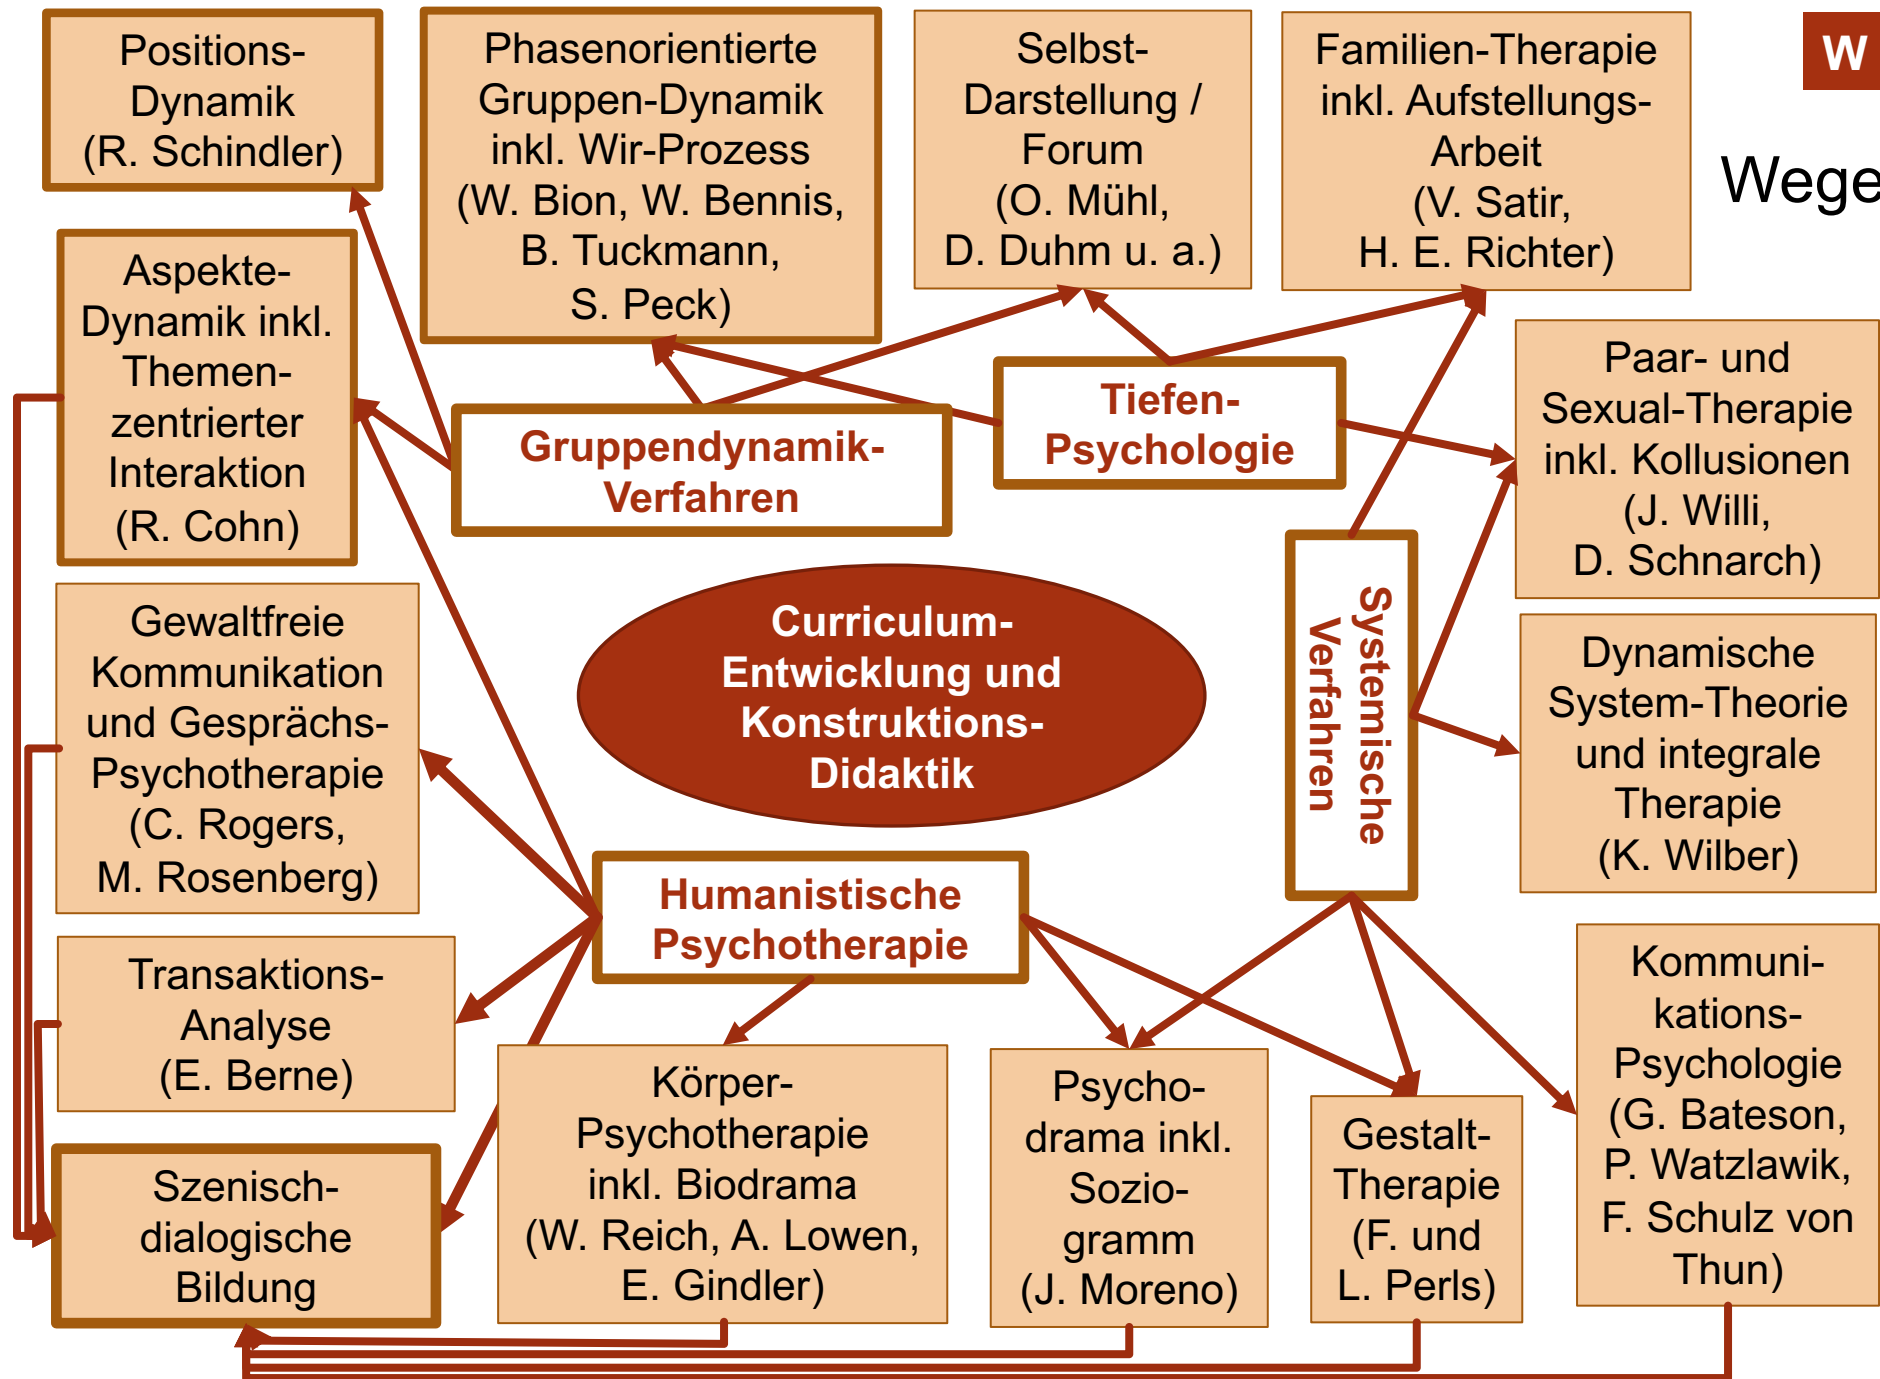 Positions-
Dynamik
(R. Schindler)
Phasenorientierte
Gruppen-Dynamik
inkl. Wir-Prozess
(W. Bion, W. Bennis,
B. Tuckmann,
S. Peck)
Selbst-
Darstellung /
Forum
(O. Mühl,
D. Duhm u. a.)
Familien-Therapie
inkl. Aufstellungs-
Arbeit
(V. Satir,
H. E. Richter)
W
Wege
Aspekte-
Dynamik inkl.
Themen-
zentrierter
Interaktion
(R. Cohn)
Gruppendynamik-
Verfahren
Tiefen-
Psychologie
Paar- und
Sexual-Therapie
inkl. Kollusionen
(J. Willi,
D. Schnarch)
Gewaltfreie
Kommunikation
und Gesprächs-
Psychotherapie
(C. Rogers,
M. Rosenberg)
Curriculum-
Entwicklung und
Konstruktions-
Didaktik
Systemische
Verfahren
Dynamische
System-Theorie
und integrale
Therapie
(K. Wilber)
Humanistische
Psychotherapie
Transaktions-
Analyse
(E. Berne)
Szenisch-
dialogische
Bildung
Körper-
Psychotherapie
inkl. Biodrama
(W. Reich, A. Lowen,
E. Gindler)
Psycho-
drama inkl.
Sozio-
gramm
(J. Moreno)
Gestalt-
Therapie
(F. und
L. Perls)
Kommuni-
kations-
Psychologie
(G. Bateson,
P. Watzlawik,
F. Schulz von
Thun)